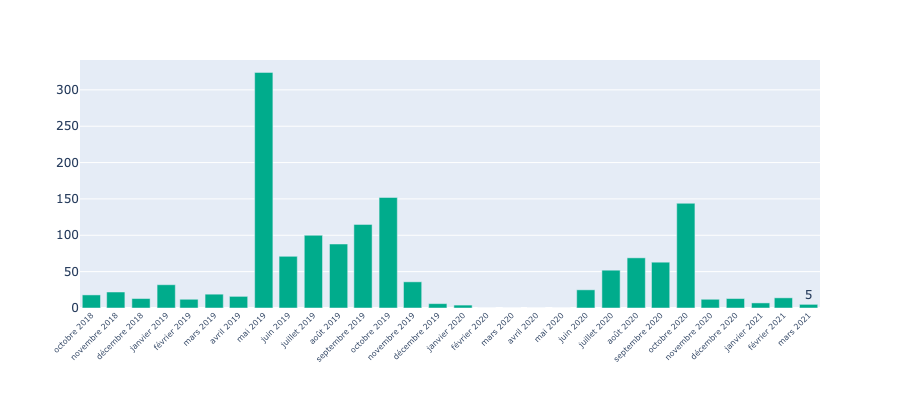 300
250
200
150
100
50
0
5
octobre 2018
novembre 2018
décembre 2018
janvier 2019
février 2019
mars 2019
avril 2019
mai 2019
juin 2019
juillet 2019
août 2019
septembre 2019
octobre 2019
novembre 2019
décembre 2019
janvier 2020
février 2020
mars 2020
avril 2020
mai 2020
juin 2020
juillet 2020
août 2020
septembre 2020
octobre 2020
novembre 2020
décembre 2020
janvier 2021
février 2021
mars 2021